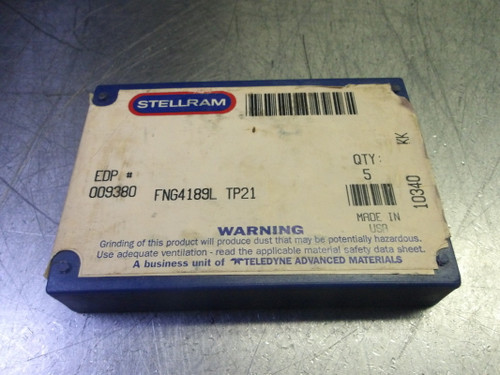 STELLRAM
EDP #
009380 FNG4189L TP21
QTY:
5
MADE IN
USA
10340 KK
WARNING
Grinding of this product will produce dust that may be potentially hazardous.
Use adequate ventilation - read the applicable material safety data sheet.
A business unit of TELEDYNE ADVANCED MATERIALS